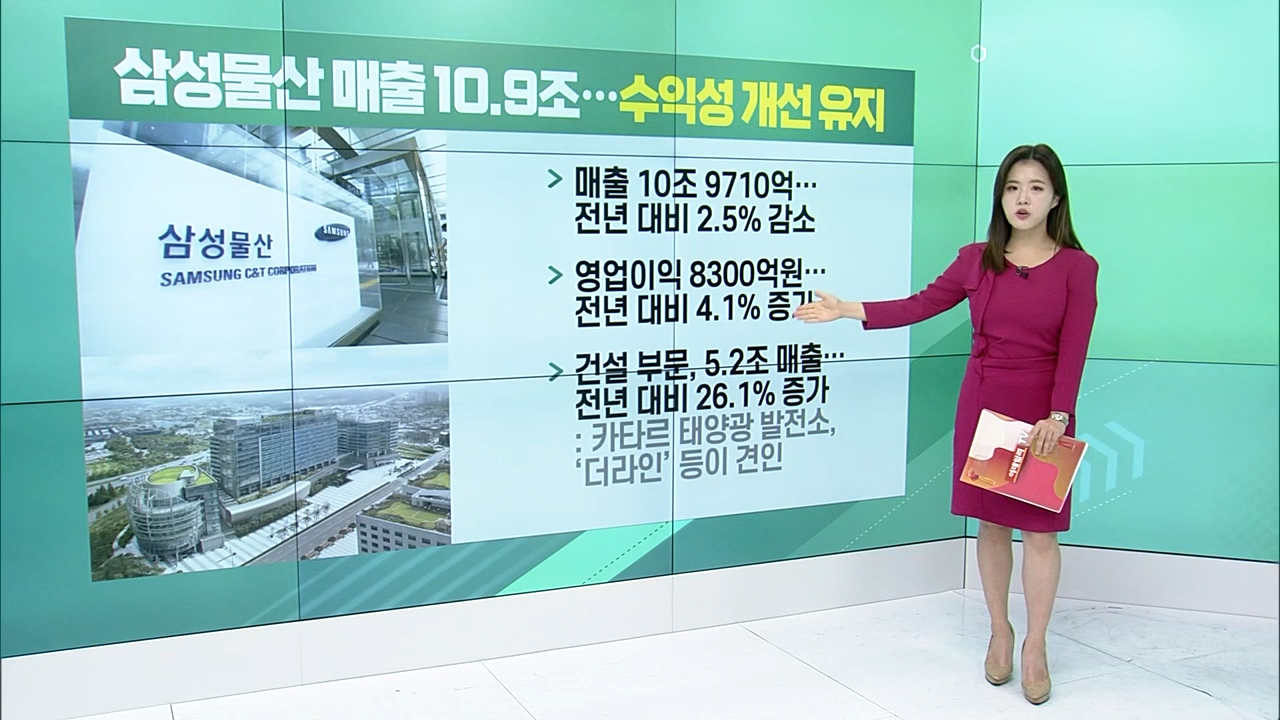 삼성물산 매출 10.9조…수익성 개선 유지
삼성물산
SAMSUNG
SAMSUNG C&T CORPORATION
매출 10조 9710억…
전년 대비 2.5% 감소
영업이익 8300억원…
전년 대비 4.1% 증가
건설 부문, 5.2조 매출…
전년 대비 26.1% 증가
: 카타르 태양광 발전소,
‘더라인’ 등이 견인
이데일리